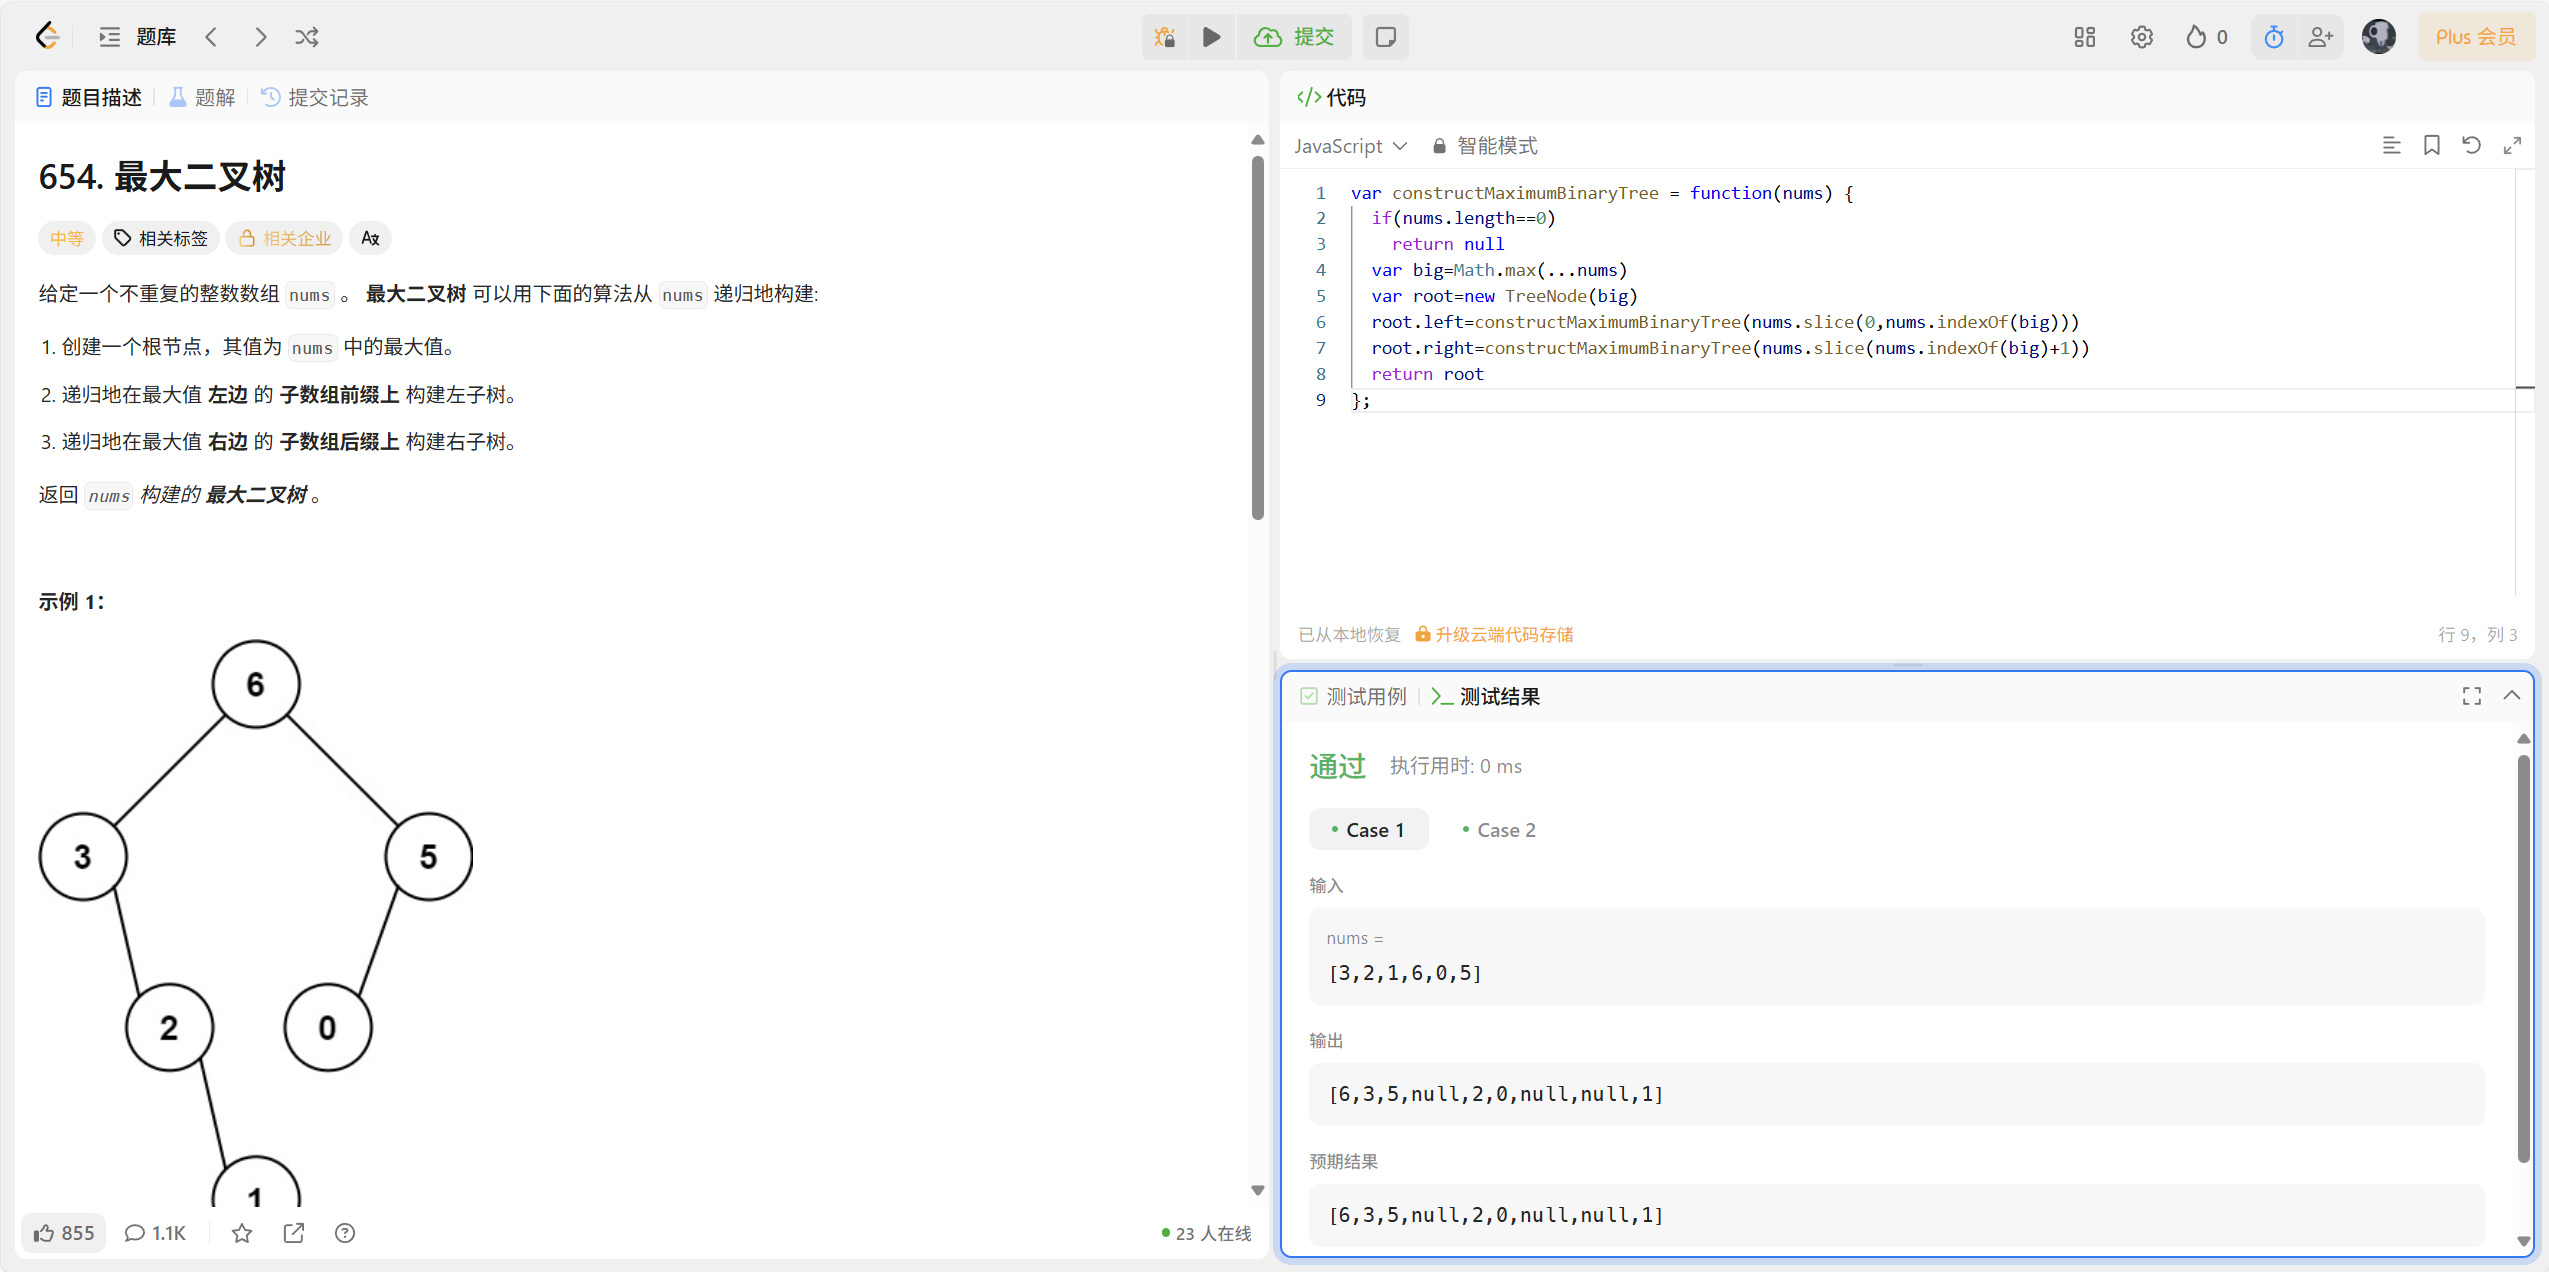 题库
提交
0
Plus 会员
题目描述
题解
提交记录
654. 最大二叉树
中等
相关标签
相关企业
给定一个不重复的整数数组 nums 。 最大二叉树 可以用下面的算法从 nums 递归地构建:
1. 创建一个根节点，其值为 nums 中的最大值。
2. 递归地在最大值 左边 的 子数组前缀上 构建左子树。
3. 递归地在最大值 右边 的 子数组后缀上 构建右子树。
返回 nums 构建的 最大二叉树 。
示例 1：
6
3
5
2
0
1
855
1.1K
23 人在线
代码
JavaScript
智能模式
1 var constructMaximumBinaryTree = function(nums) {
2 if(nums.length==0)
3 return null
4 var big=Math.max(...nums)
5 var root=new TreeNode(big)
6 root.left=constructMaximumBinaryTree(nums.slice(0,nums.indexOf(big)))
7 root.right=constructMaximumBinaryTree(nums.slice(nums.indexOf(big)+1))
8 return root
9 };
已从本地恢复
升级云端代码存储
行 9，列 3
测试用例
测试结果
通过
执行用时: 0 ms
Case 1
Case 2
输入
nums =
[3,2,1,6,0,5]
输出
[6,3,5,null,2,0,null,null,1]
预期结果
[6,3,5,null,2,0,null,null,1]